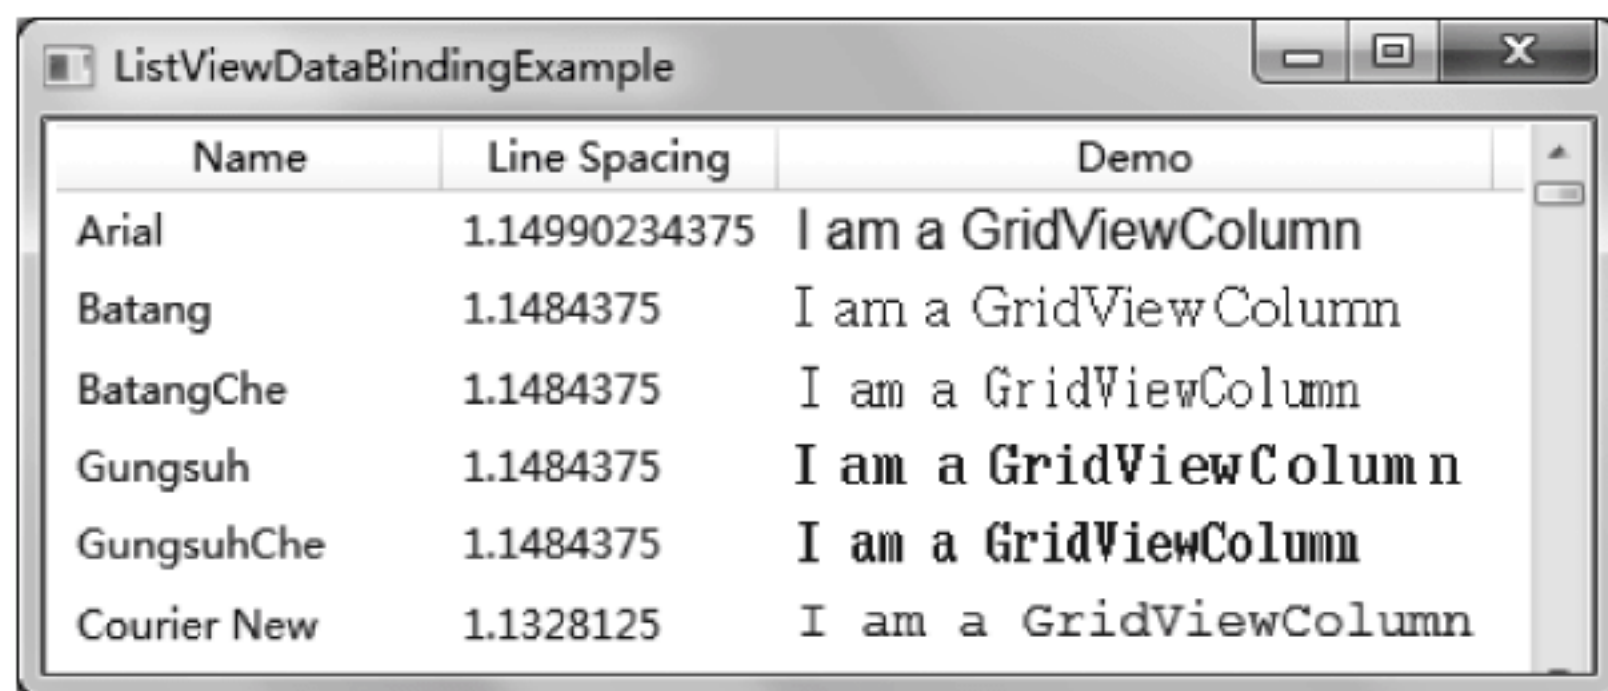 ListViewDataBindingExample
Name Line Spacing Demo
Arial 1.14990234375 I am a GridViewColumn
Batang 1.1484375 I am a GridViewColumn
BatangChe 1.1484375 I am a GridViewColumn
Gungsuh 1.1484375 I am a GridViewColumn
GungsuhChe 1.1484375 I am a GridViewColumn
Courier New 1.1328125 I am a GridViewColumn